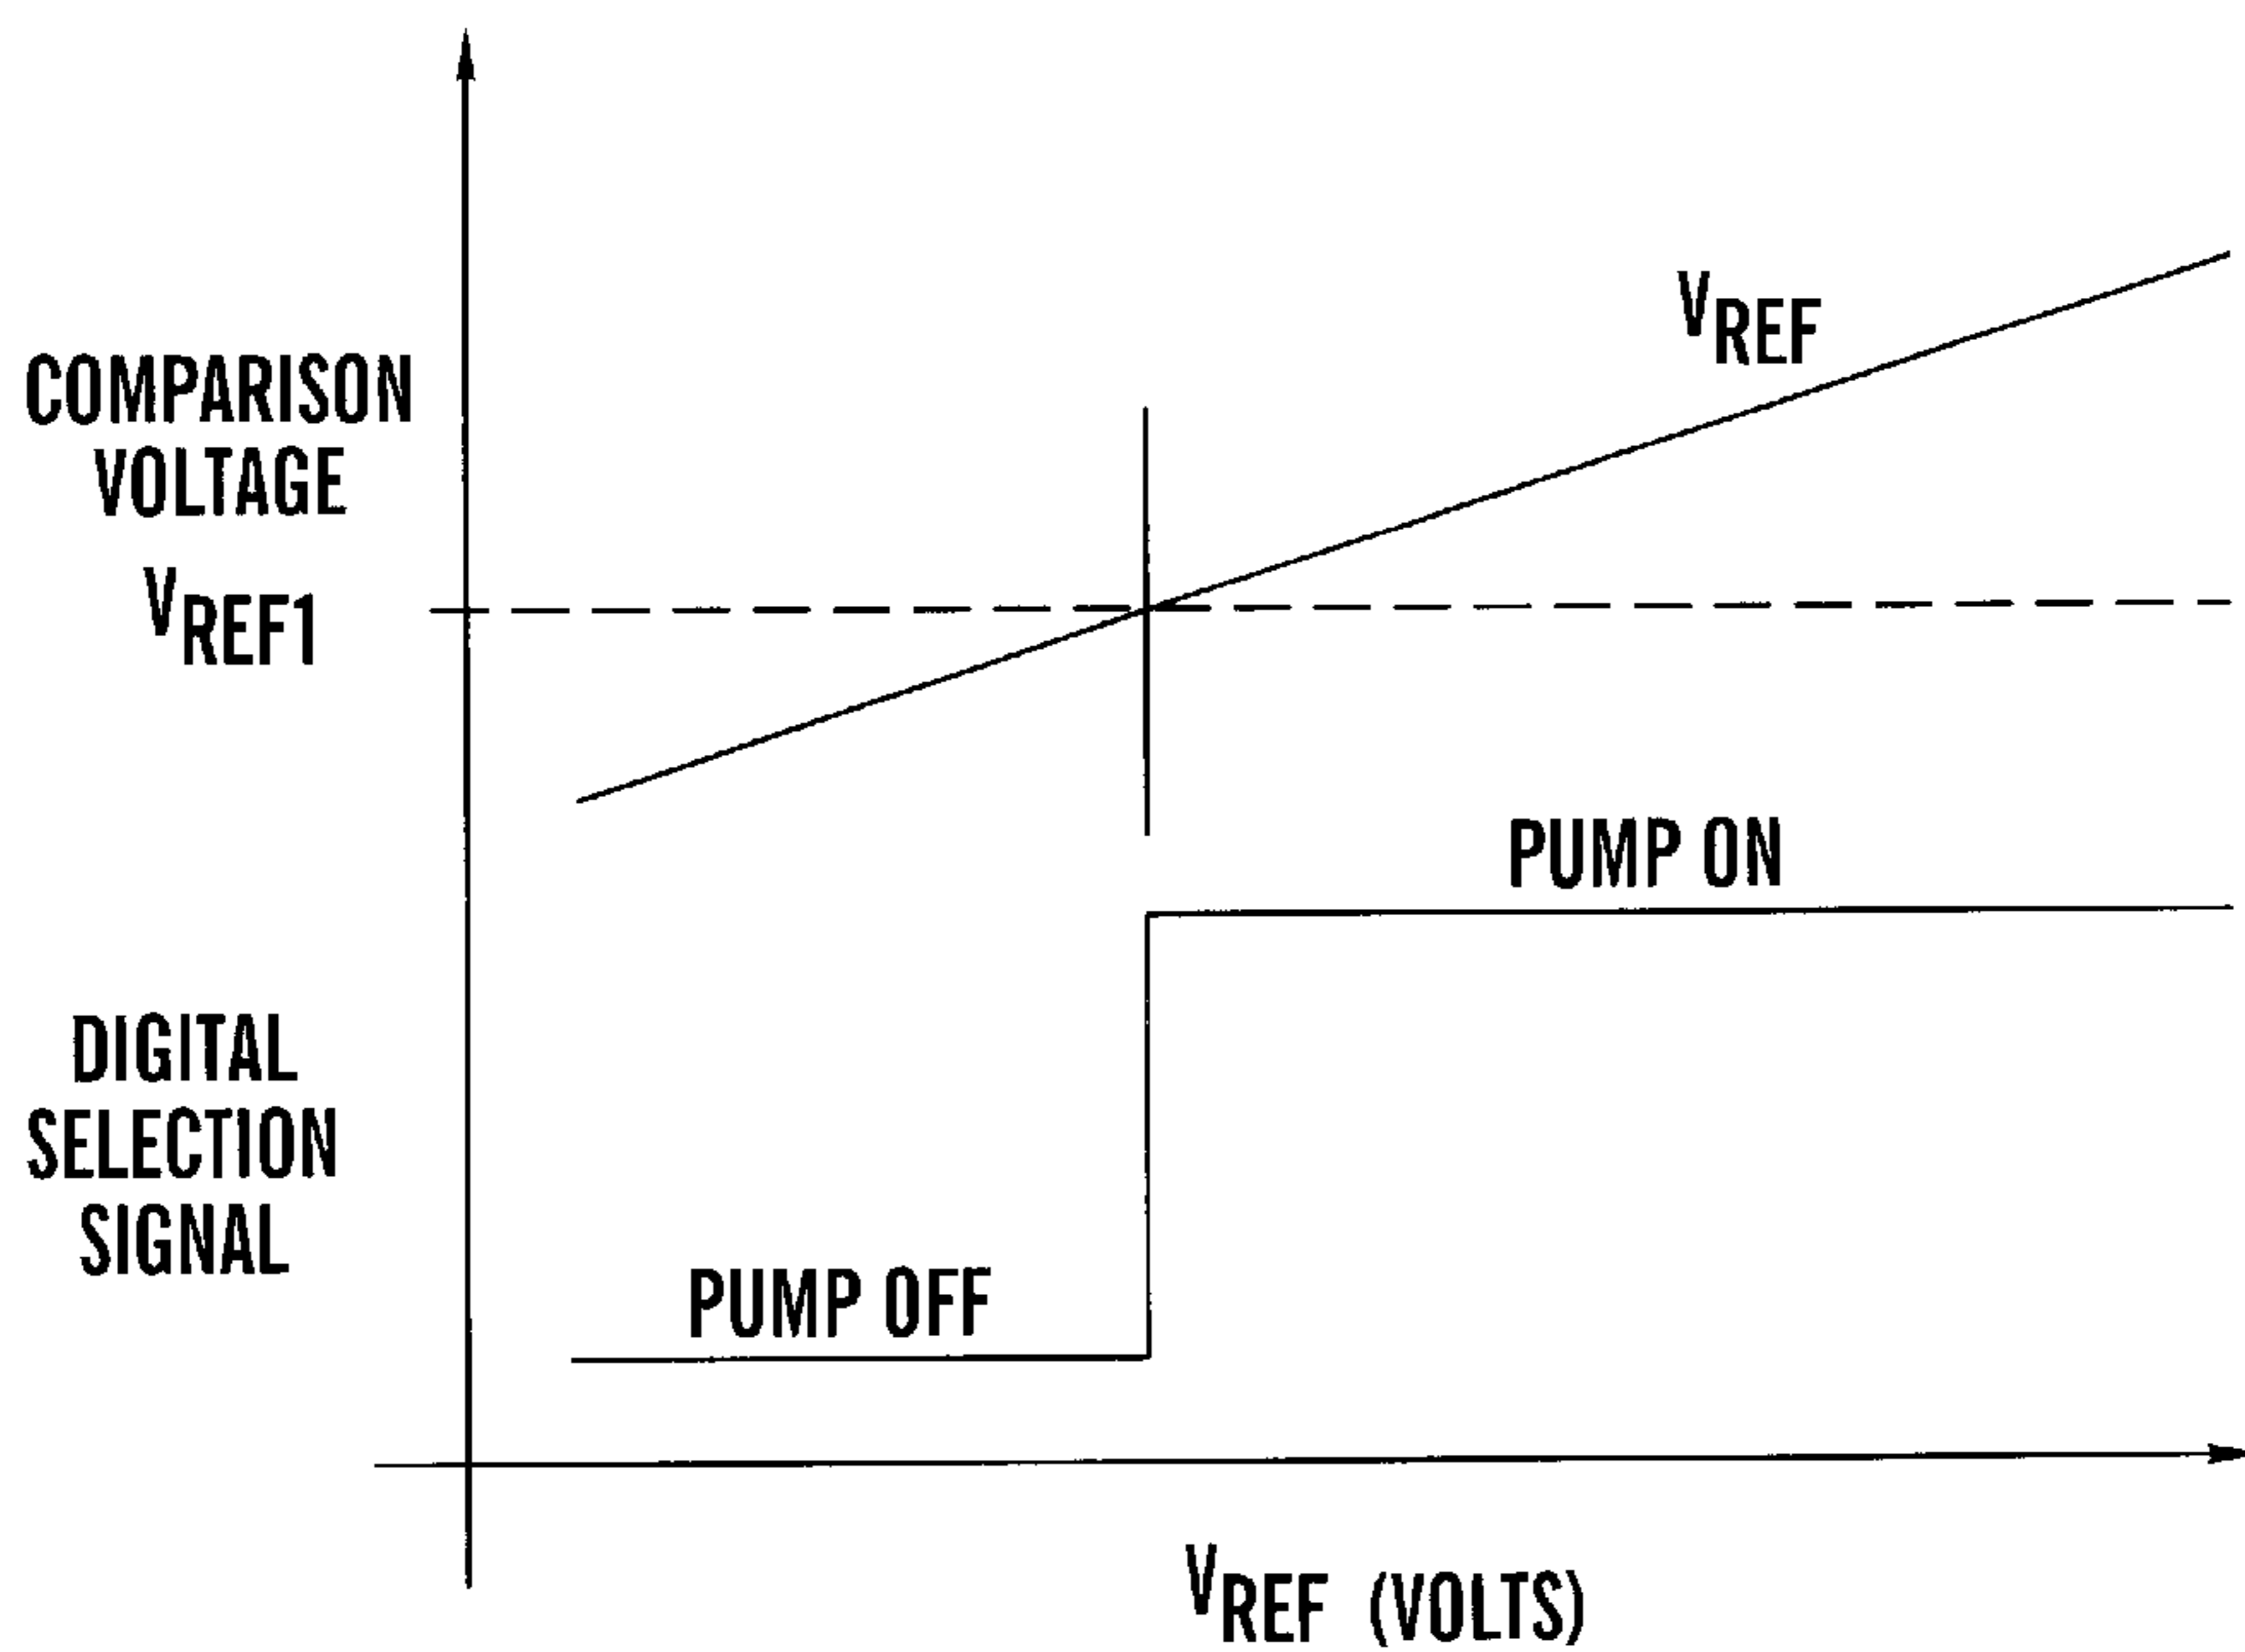 VREF
COMPARISON
VOLTAGE
VREF1
PUMP ON
DIGITAL
SELECTION
SIGNAL
PUMP OFF
VREF (VOLTS)